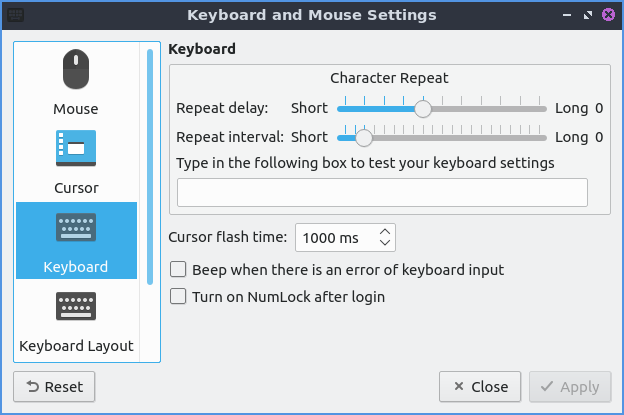 Keyboard and Mouse Settings
Mouse
Cursor
Keyboard
Keyboard Layout
Keyboard
Character Repeat
Repeat delay: Short Long 0
Repeat interval: Short Long 0
Type in the following box to test your keyboard settings
Cursor flash time: 1000 ms
Beep when there is an error of keyboard input
Turn on NumLock after login
Reset Close Apply